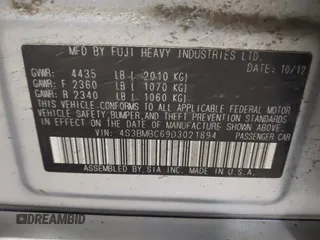 MFD BY FUJI HEAVY INDUSTRIES LTD.
DATE: 10/12
GVWR: 4435 LB ( 2010 KG)
GAWR: F 2360 LB ( 1070 KG)
GAWR: R 2340 LB ( 1060 KG)
THIS VEHICLE CONFORMS TO ALL APPLICABLE FEDERAL MOTOR VEHICLE
SAFETY, BUMPER, AND THEFT PREVENTION STANDARDS IN EFFECT ON THE DATE OF
MANUFACTURE SHOWN ABOVE.
VIN: 4S3BMBC69D3021894 PASSENGER CAR
ASSEMBLED BY SIA INC. MADE IN U.S.A.
DREAMBID